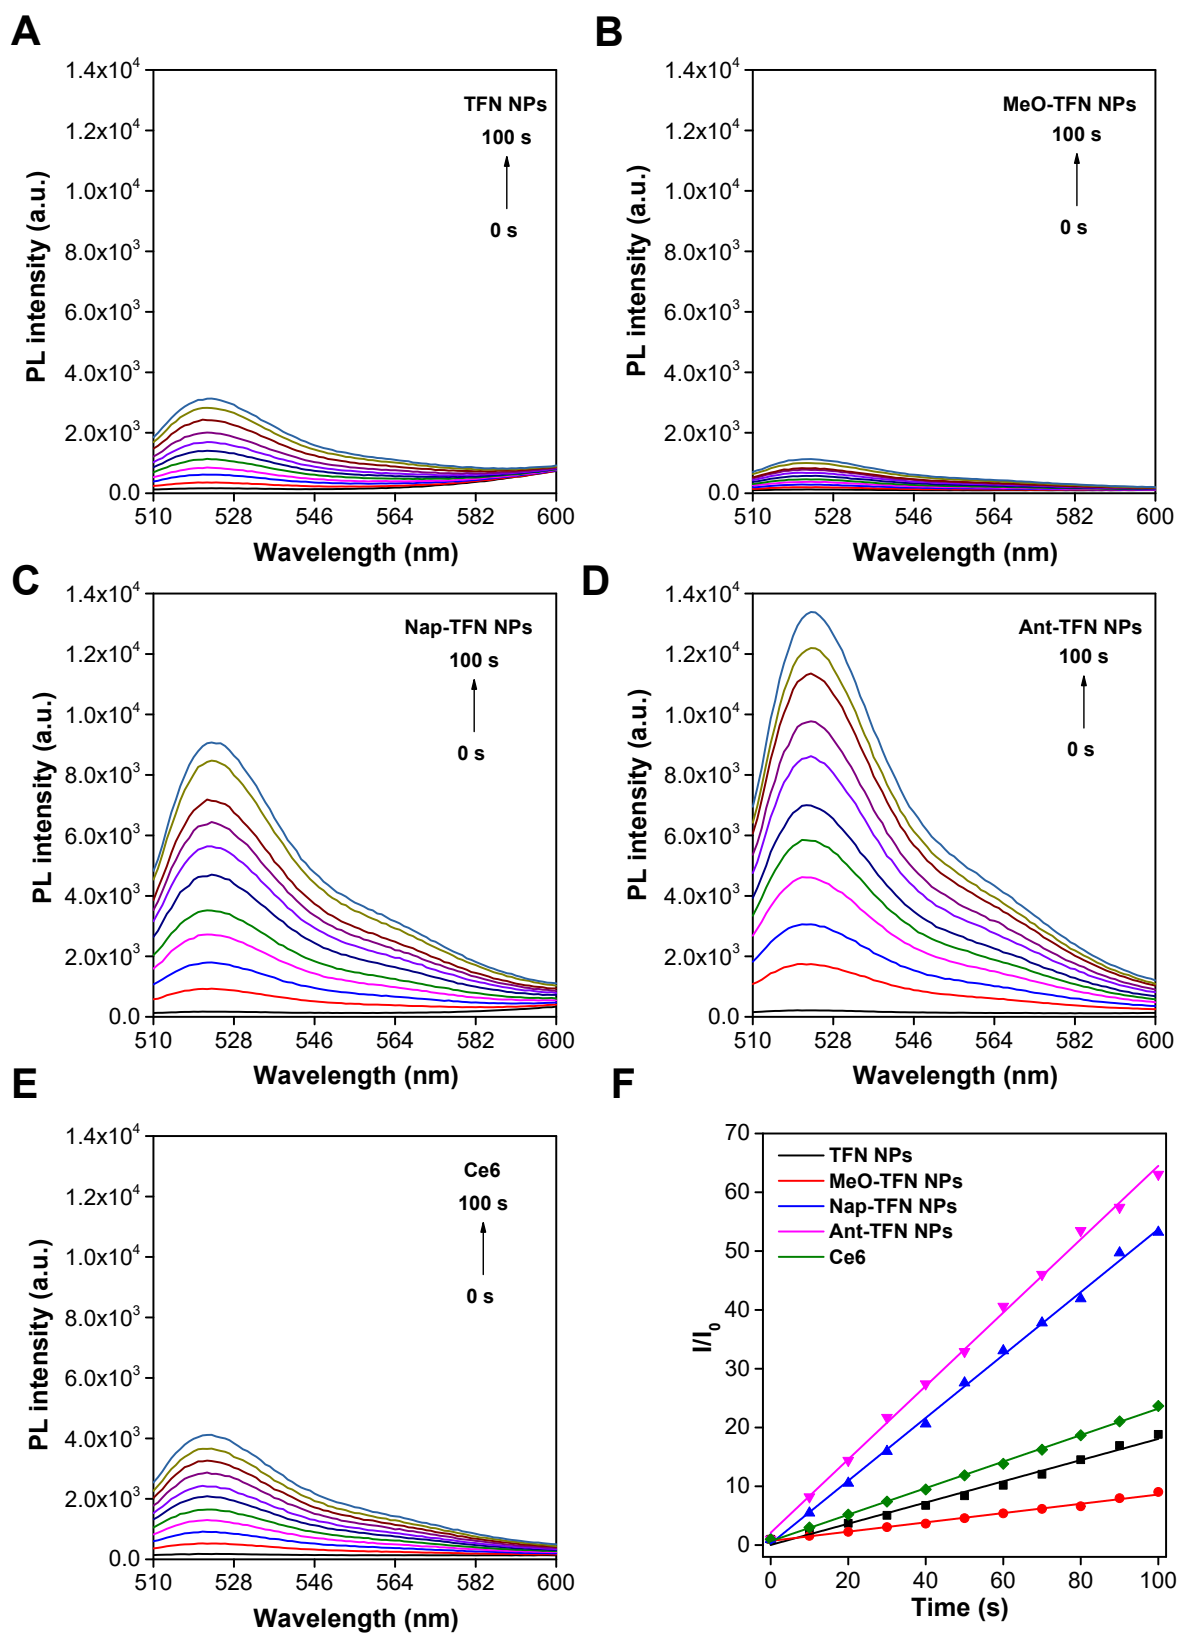 A
1.4x10⁴
1.2x10⁴
1.0x10⁴
8.0x10³
6.0x10³
4.0x10³
2.0x10³
0.0
PL intensity (a.u.)
TFN NPs
100 s
0 s
510 528 546 564 582 600
Wavelength (nm)
B
1.4x10⁴
1.2x10⁴
1.0x10⁴
8.0x10³
6.0x10³
4.0x10³
2.0x10³
0.0
PL intensity (a.u.)
MeO-TFN NPs
100 s
0 s
510 528 546 564 582 600
Wavelength (nm)
C
1.4x10⁴
1.2x10⁴
1.0x10⁴
8.0x10³
6.0x10³
4.0x10³
2.0x10³
0.0
PL intensity (a.u.)
Nap-TFN NPs
100 s
0 s
510 528 546 564 582 600
Wavelength (nm)
D
1.4x10⁴
1.2x10⁴
1.0x10⁴
8.0x10³
6.0x10³
4.0x10³
2.0x10³
0.0
PL intensity (a.u.)
Ant-TFN NPs
100 s
0 s
510 528 546 564 582 600
Wavelength (nm)
E
1.4x10⁴
1.2x10⁴
1.0x10⁴
8.0x10³
6.0x10³
4.0x10³
2.0x10³
0.0
PL intensity (a.u.)
Ce6
100 s
0 s
510 528 546 564 582 600
Wavelength (nm)
F
70
60
50
40
30
20
10
0
I/I₀
TFN NPs
MeO-TFN NPs
Nap-TFN NPs
Ant-TFN NPs
Ce6
0 20 40 60 80 100
Time (s)